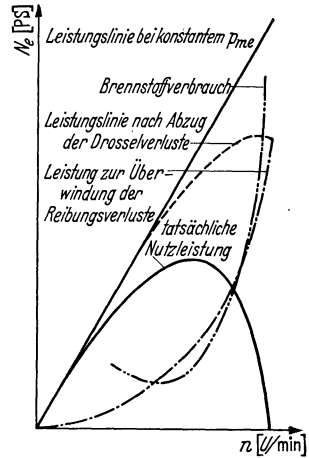 Nₑ [PS]
Leistungslinie bei konstantem pₘₑ
Brennstoffverbrauch
Leistungslinie nach Abzug
der Drosselverluste
Leistung zur Über-
windung der
Reibungsverluste
tatsächliche
Nutzleistung
n [U/min]